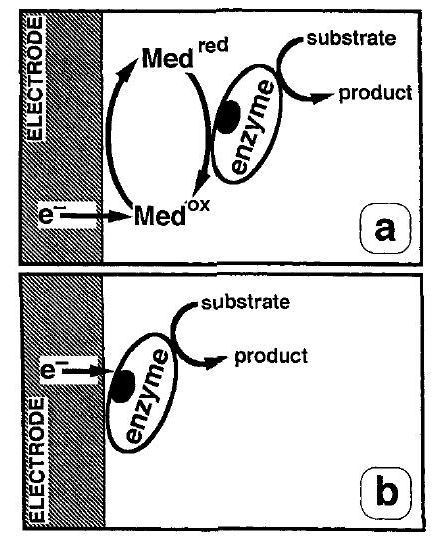 ELECTRODE
Med red
substrate
product
enzyme
e⁻
Med ox
a
substrate
product
e⁻
enzyme
ELECTRODE
b